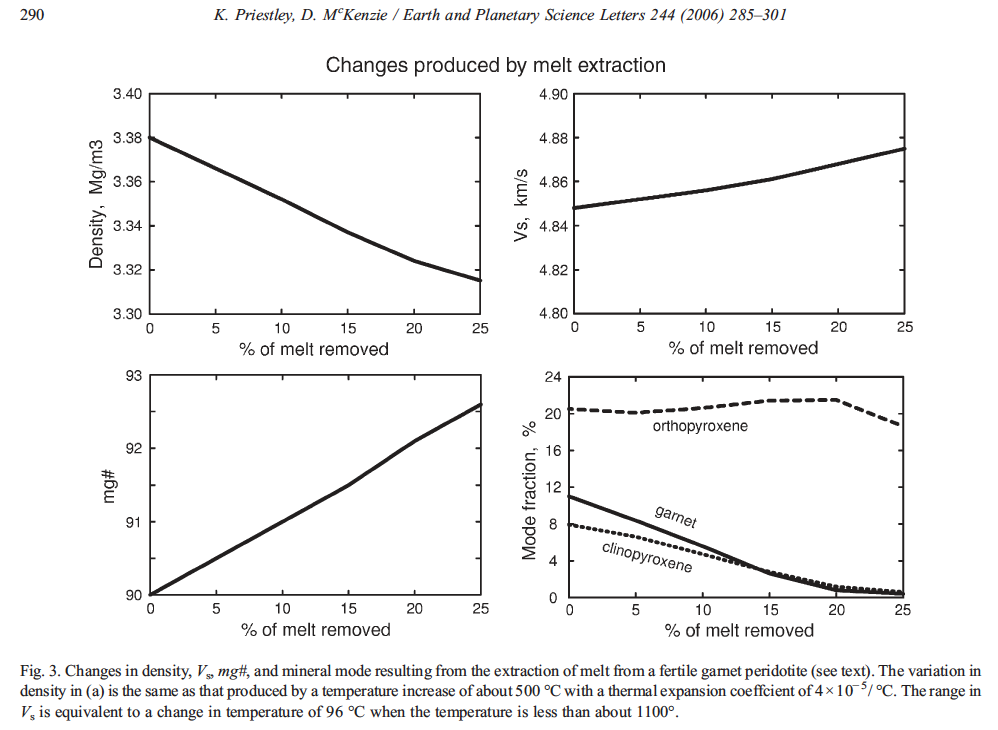 290
K. Priestley, D. McKenzie / Earth and Planetary Science Letters 244 (2006) 285–301
Changes produced by melt extraction
3.40
3.38
3.36
3.34
3.32
3.30
Density, Mg/m3
0 5 10 15 20 25
% of melt removed
4.90
4.88
4.86
4.84
4.82
4.80
Vs, km/s
0 5 10 15 20 25
% of melt removed
93
92
91
90
mg#
0 5 10 15 20 25
% of melt removed
24
20
16
12
8
4
0
Mode fraction, %
orthopyroxene
garnet
clinopyroxene
0 5 10 15 20 25
% of melt removed
Fig. 3. Changes in density, Vs, mg#, and mineral mode resulting from the extraction of melt from a fertile garnet peridotite (see text). The variation in
density in (a) is the same as that produced by a temperature increase of about 500 °C with a thermal expansion coeffcient of 4×10⁻⁵/°C. The range in
Vs is equivalent to a change in temperature of 96 °C when the temperature is less than about 1100°.